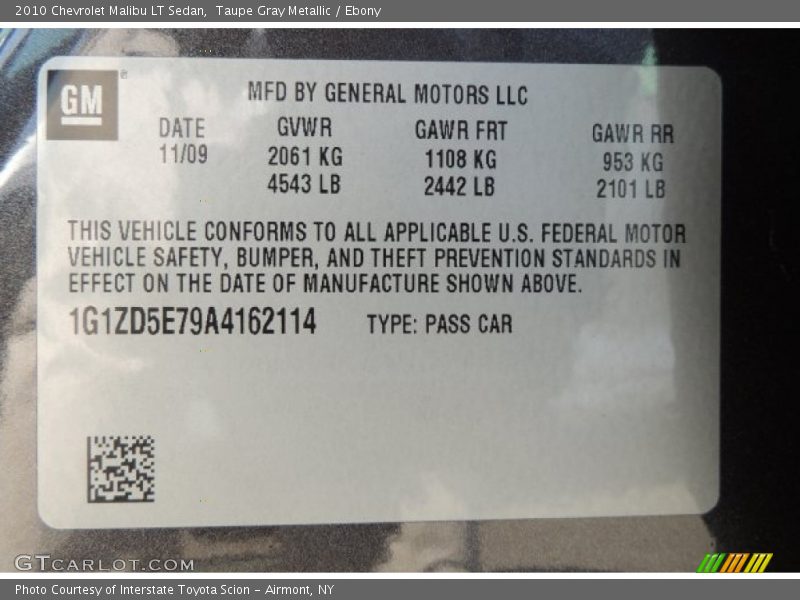 2010 Chevrolet Malibu LT Sedan,  Taupe Gray Metallic / Ebony
GM ®
MFD BY GENERAL MOTORS LLC
DATE GVWR GAWR FRT GAWR RR
11/09 2061 KG 1108 KG 953 KG
4543 LB 2442 LB 2101 LB
THIS VEHICLE CONFORMS TO ALL APPLICABLE U.S. FEDERAL MOTOR
VEHICLE SAFETY, BUMPER, AND THEFT PREVENTION STANDARDS IN
EFFECT ON THE DATE OF MANUFACTURE SHOWN ABOVE.
1G1ZD5E79A4162114 TYPE: PASS CAR
GTCARLOT.COM
Photo Courtesy of Interstate Toyota Scion – Airmont, NY